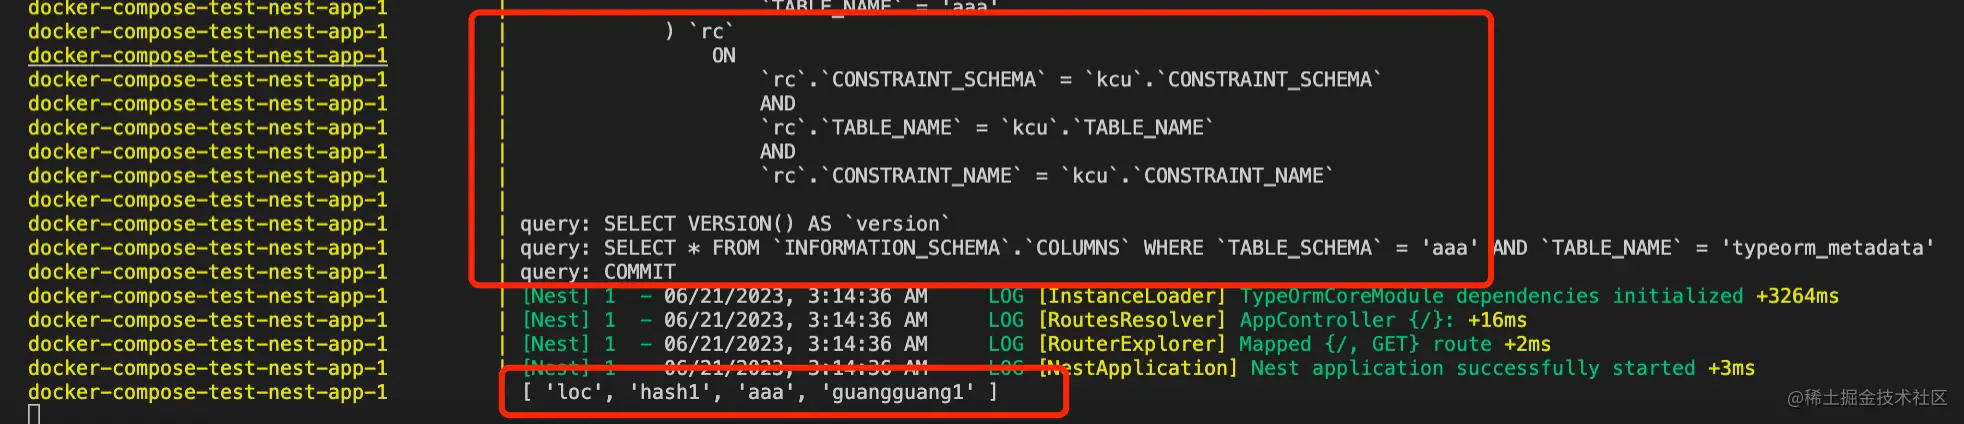 docker-compose-test-nest-app-1 | `TABLE_NAME` = 'aaa'
docker-compose-test-nest-app-1 | ) `rc`
docker-compose-test-nest-app-1 | ON
docker-compose-test-nest-app-1 | `rc`.`CONSTRAINT_SCHEMA` = `kcu`.`CONSTRAINT_SCHEMA`
docker-compose-test-nest-app-1 | AND
docker-compose-test-nest-app-1 | `rc`.`TABLE_NAME` = `kcu`.`TABLE_NAME`
docker-compose-test-nest-app-1 | AND
docker-compose-test-nest-app-1 | `rc`.`CONSTRAINT_NAME` = `kcu`.`CONSTRAINT_NAME`
docker-compose-test-nest-app-1 |
docker-compose-test-nest-app-1 | query: SELECT VERSION() AS `version`
docker-compose-test-nest-app-1 | query: SELECT * FROM `INFORMATION_SCHEMA`.`COLUMNS` WHERE `TABLE_SCHEMA` = 'aaa' AND `TABLE_NAME` = 'typeorm_metadata'
docker-compose-test-nest-app-1 | query: COMMIT
docker-compose-test-nest-app-1 | [Nest] 1 - 06/21/2023, 3:14:36 AM LOG [InstanceLoader] TypeOrmCoreModule dependencies initialized +3264ms
docker-compose-test-nest-app-1 | [Nest] 1 - 06/21/2023, 3:14:36 AM LOG [RoutesResolver] AppController {/}: +16ms
docker-compose-test-nest-app-1 | [Nest] 1 - 06/21/2023, 3:14:36 AM LOG [RouterExplorer] Mapped {/, GET} route +2ms
docker-compose-test-nest-app-1 | [Nest] 1 - 06/21/2023, 3:14:36 AM LOG [NestApplication] Nest application successfully started +3ms
docker-compose-test-nest-app-1 | [ 'loc', 'hash1', 'aaa', 'guangguang1' ]
@稀土掘金技术社区